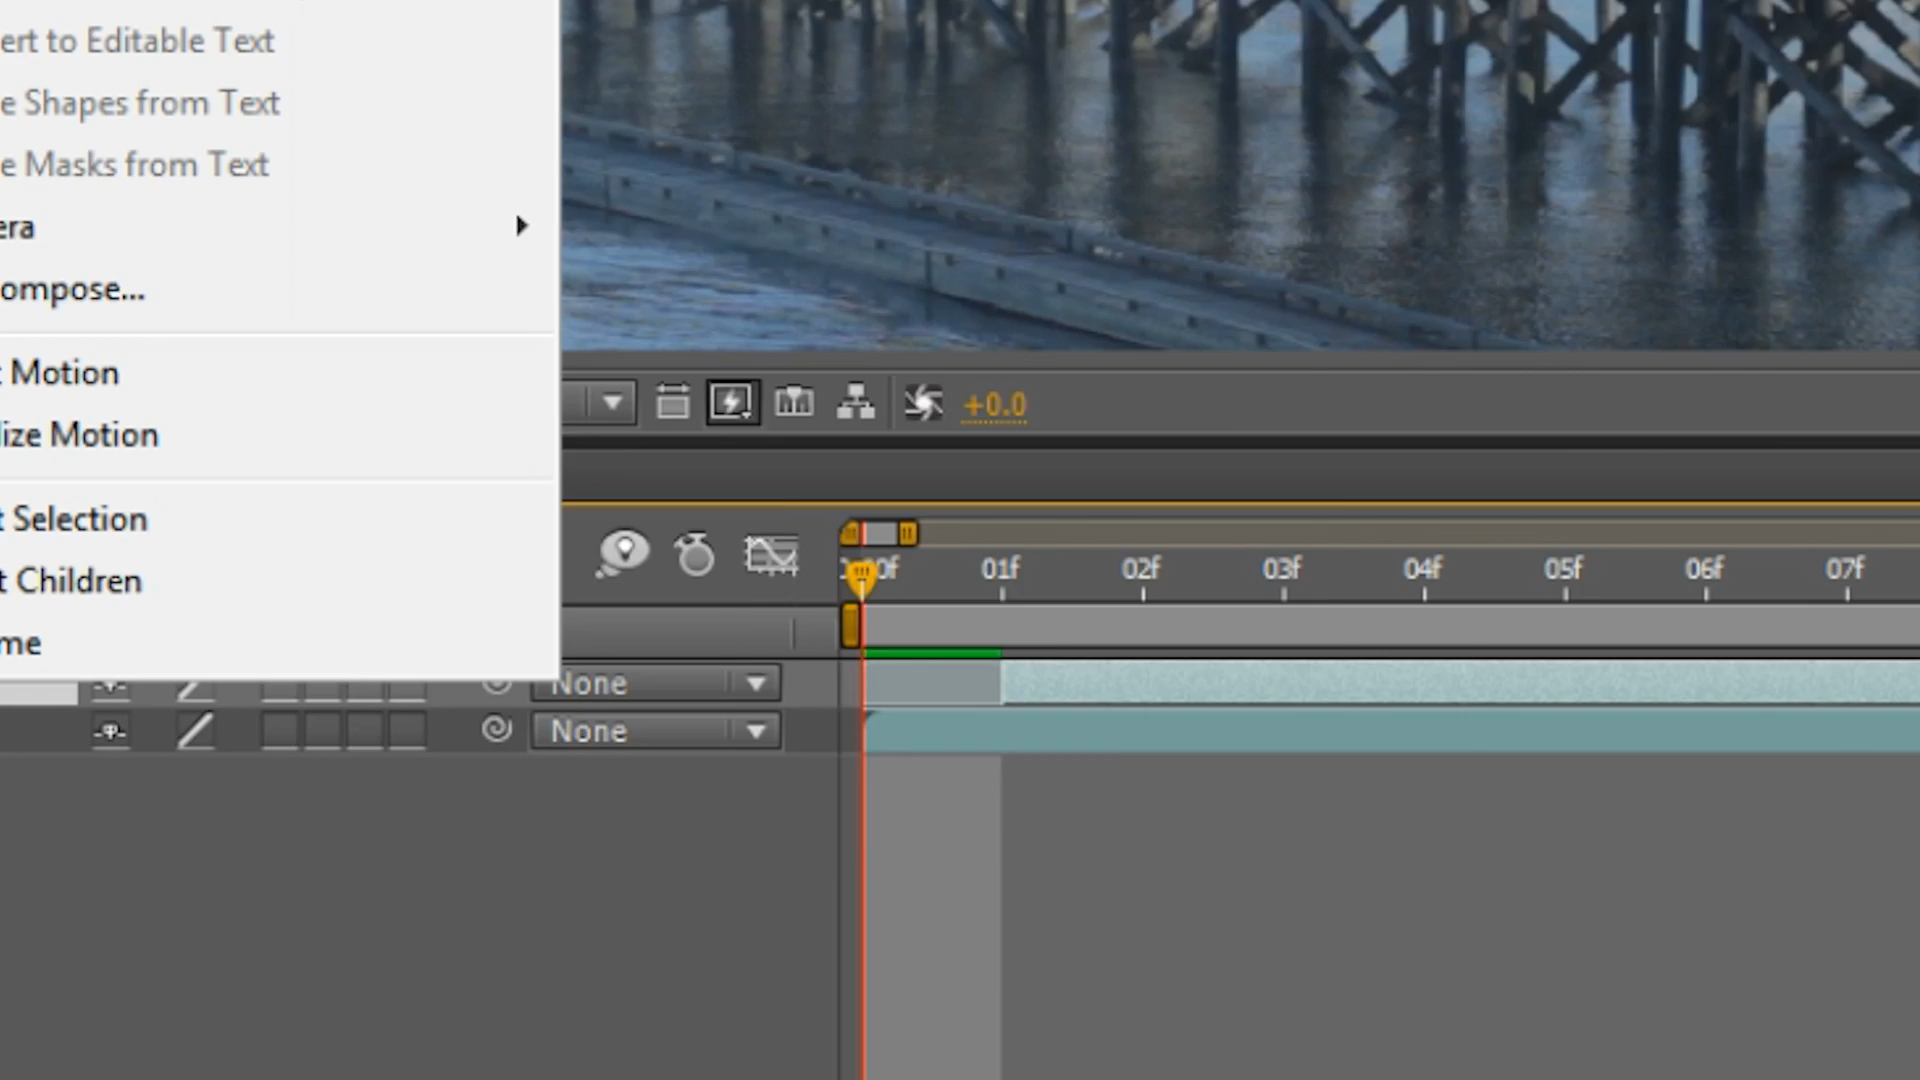 ert to Editable Text
e Shapes from Text
e Masks from Text
era
ompose...
t Motion
lize Motion
t Selection
t Children
me
+0.0
0f 01f 02f 03f 04f 05f 06f 07f
None
None